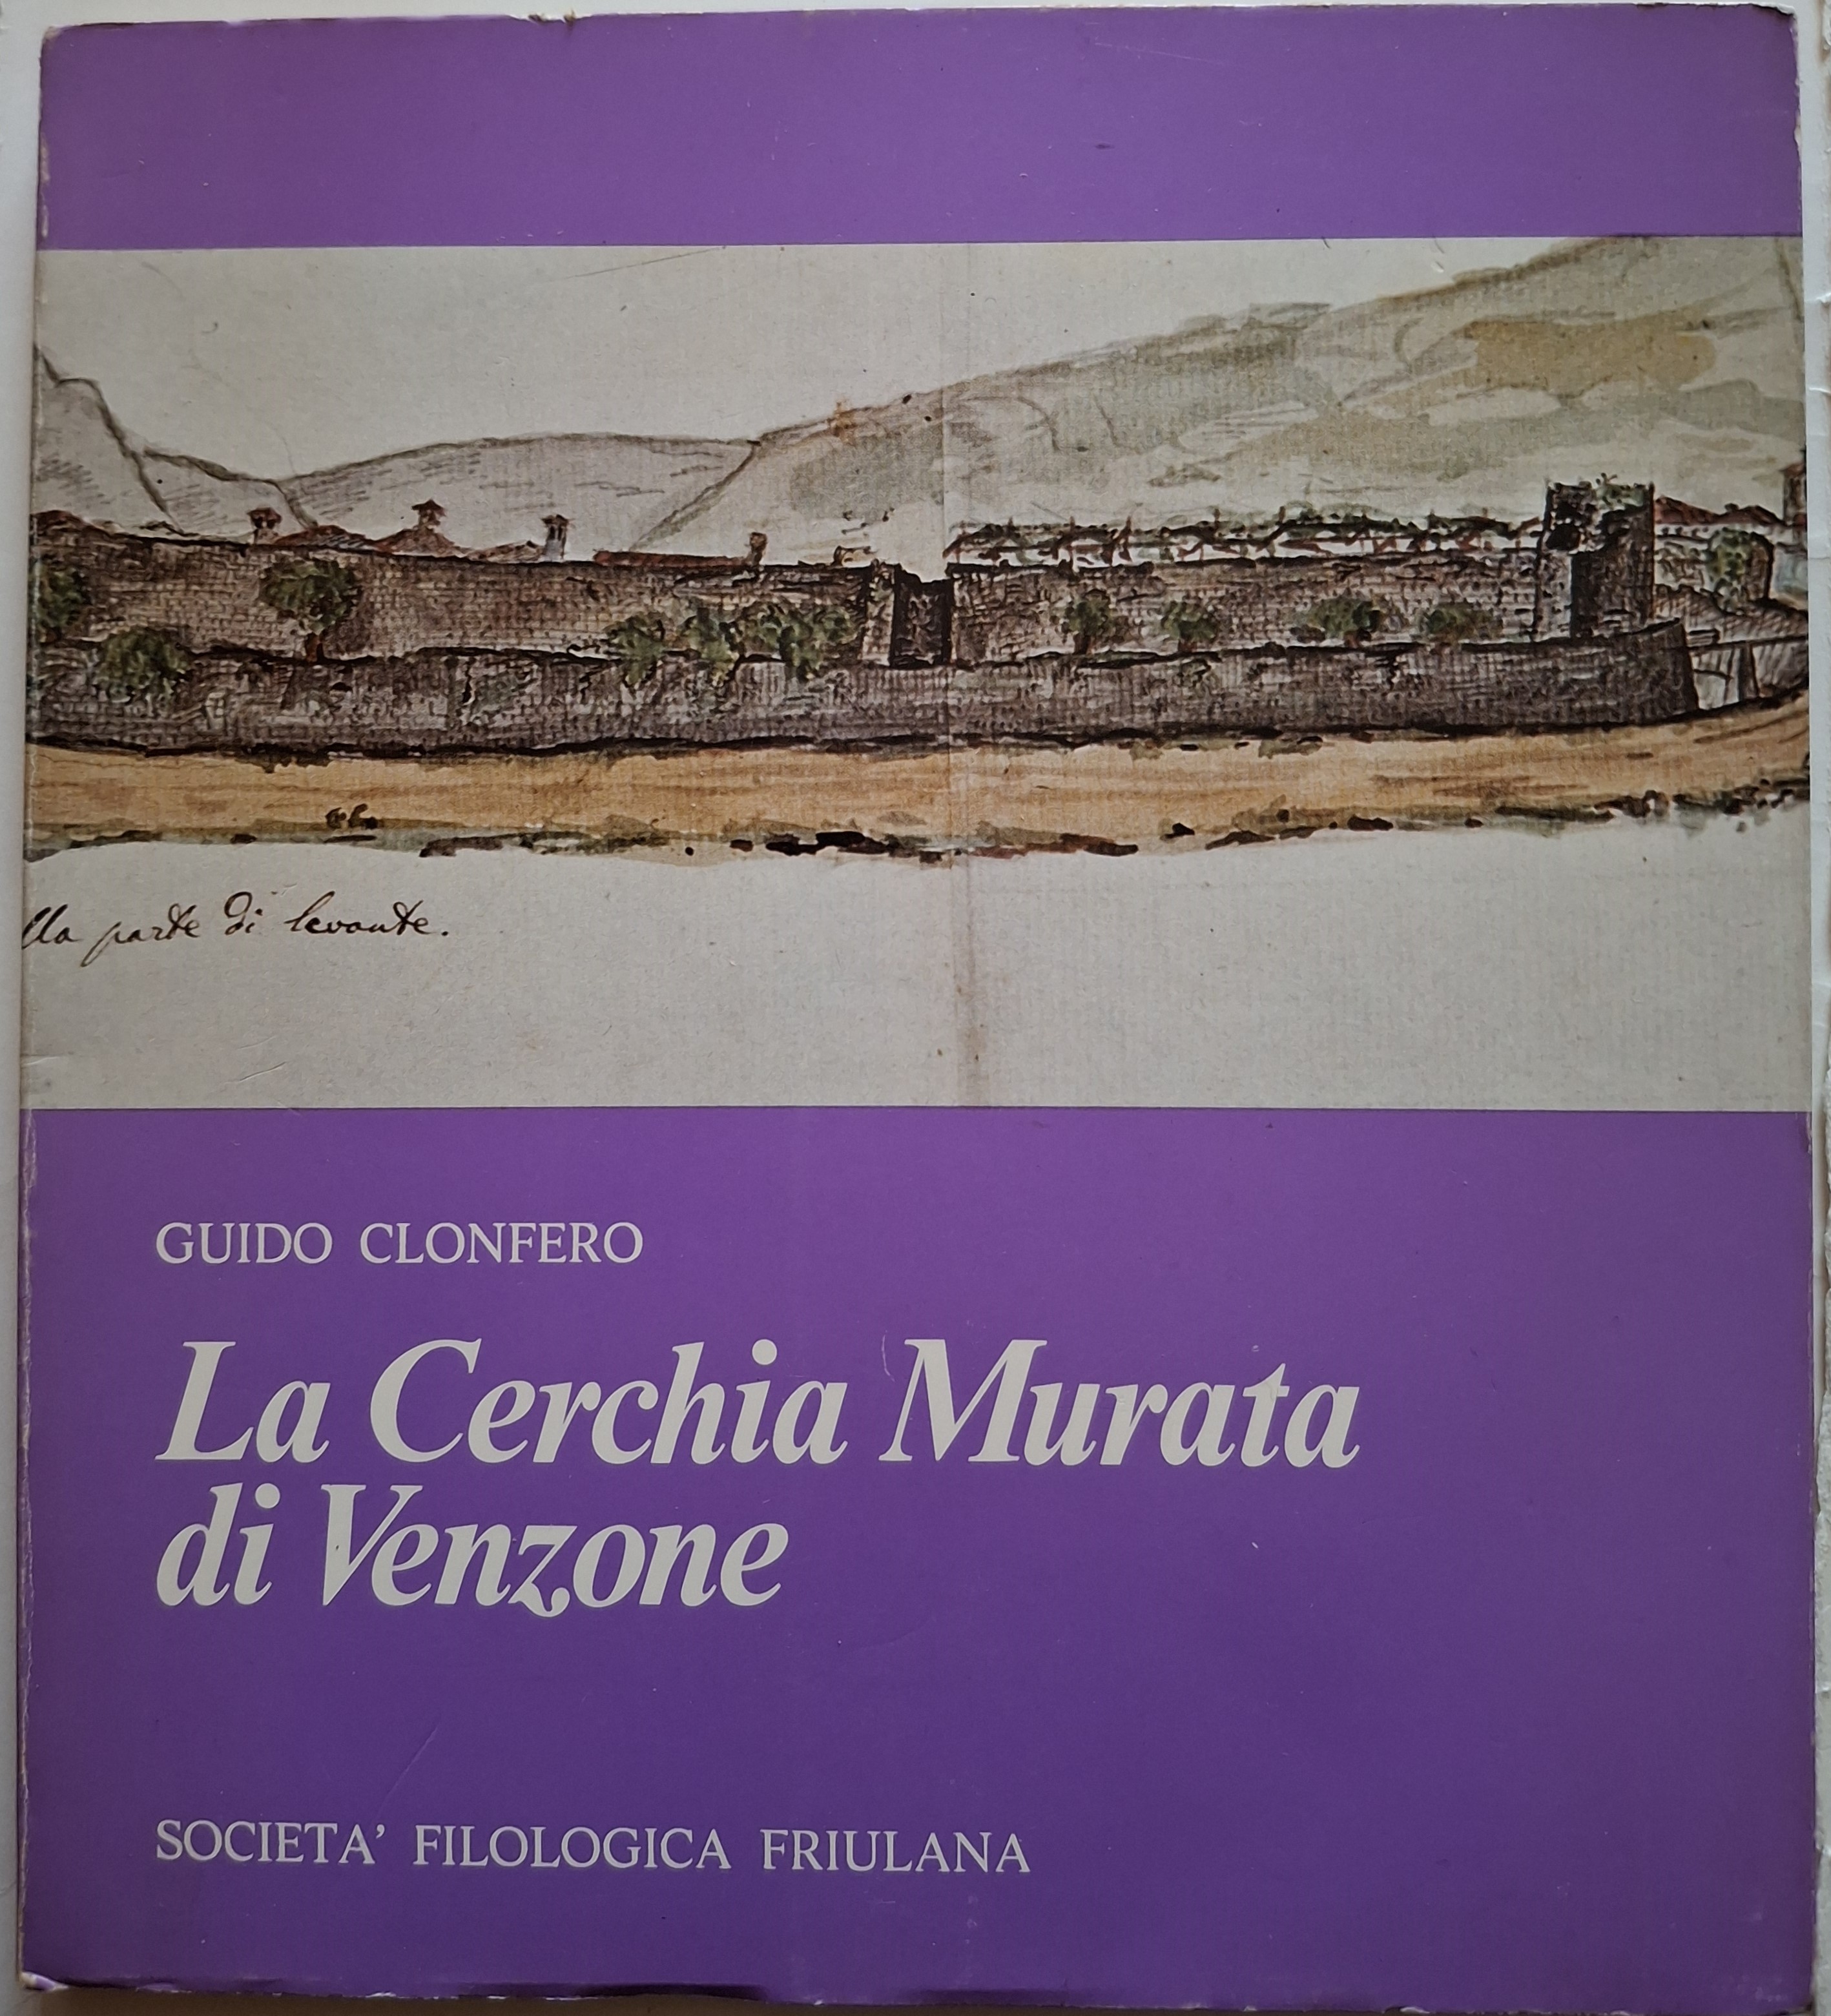 lla parte di levante.
GUIDO CLONFERO
La Cerchia Murata
di Venzone
SOCIETA' FILOLOGICA FRIULANA